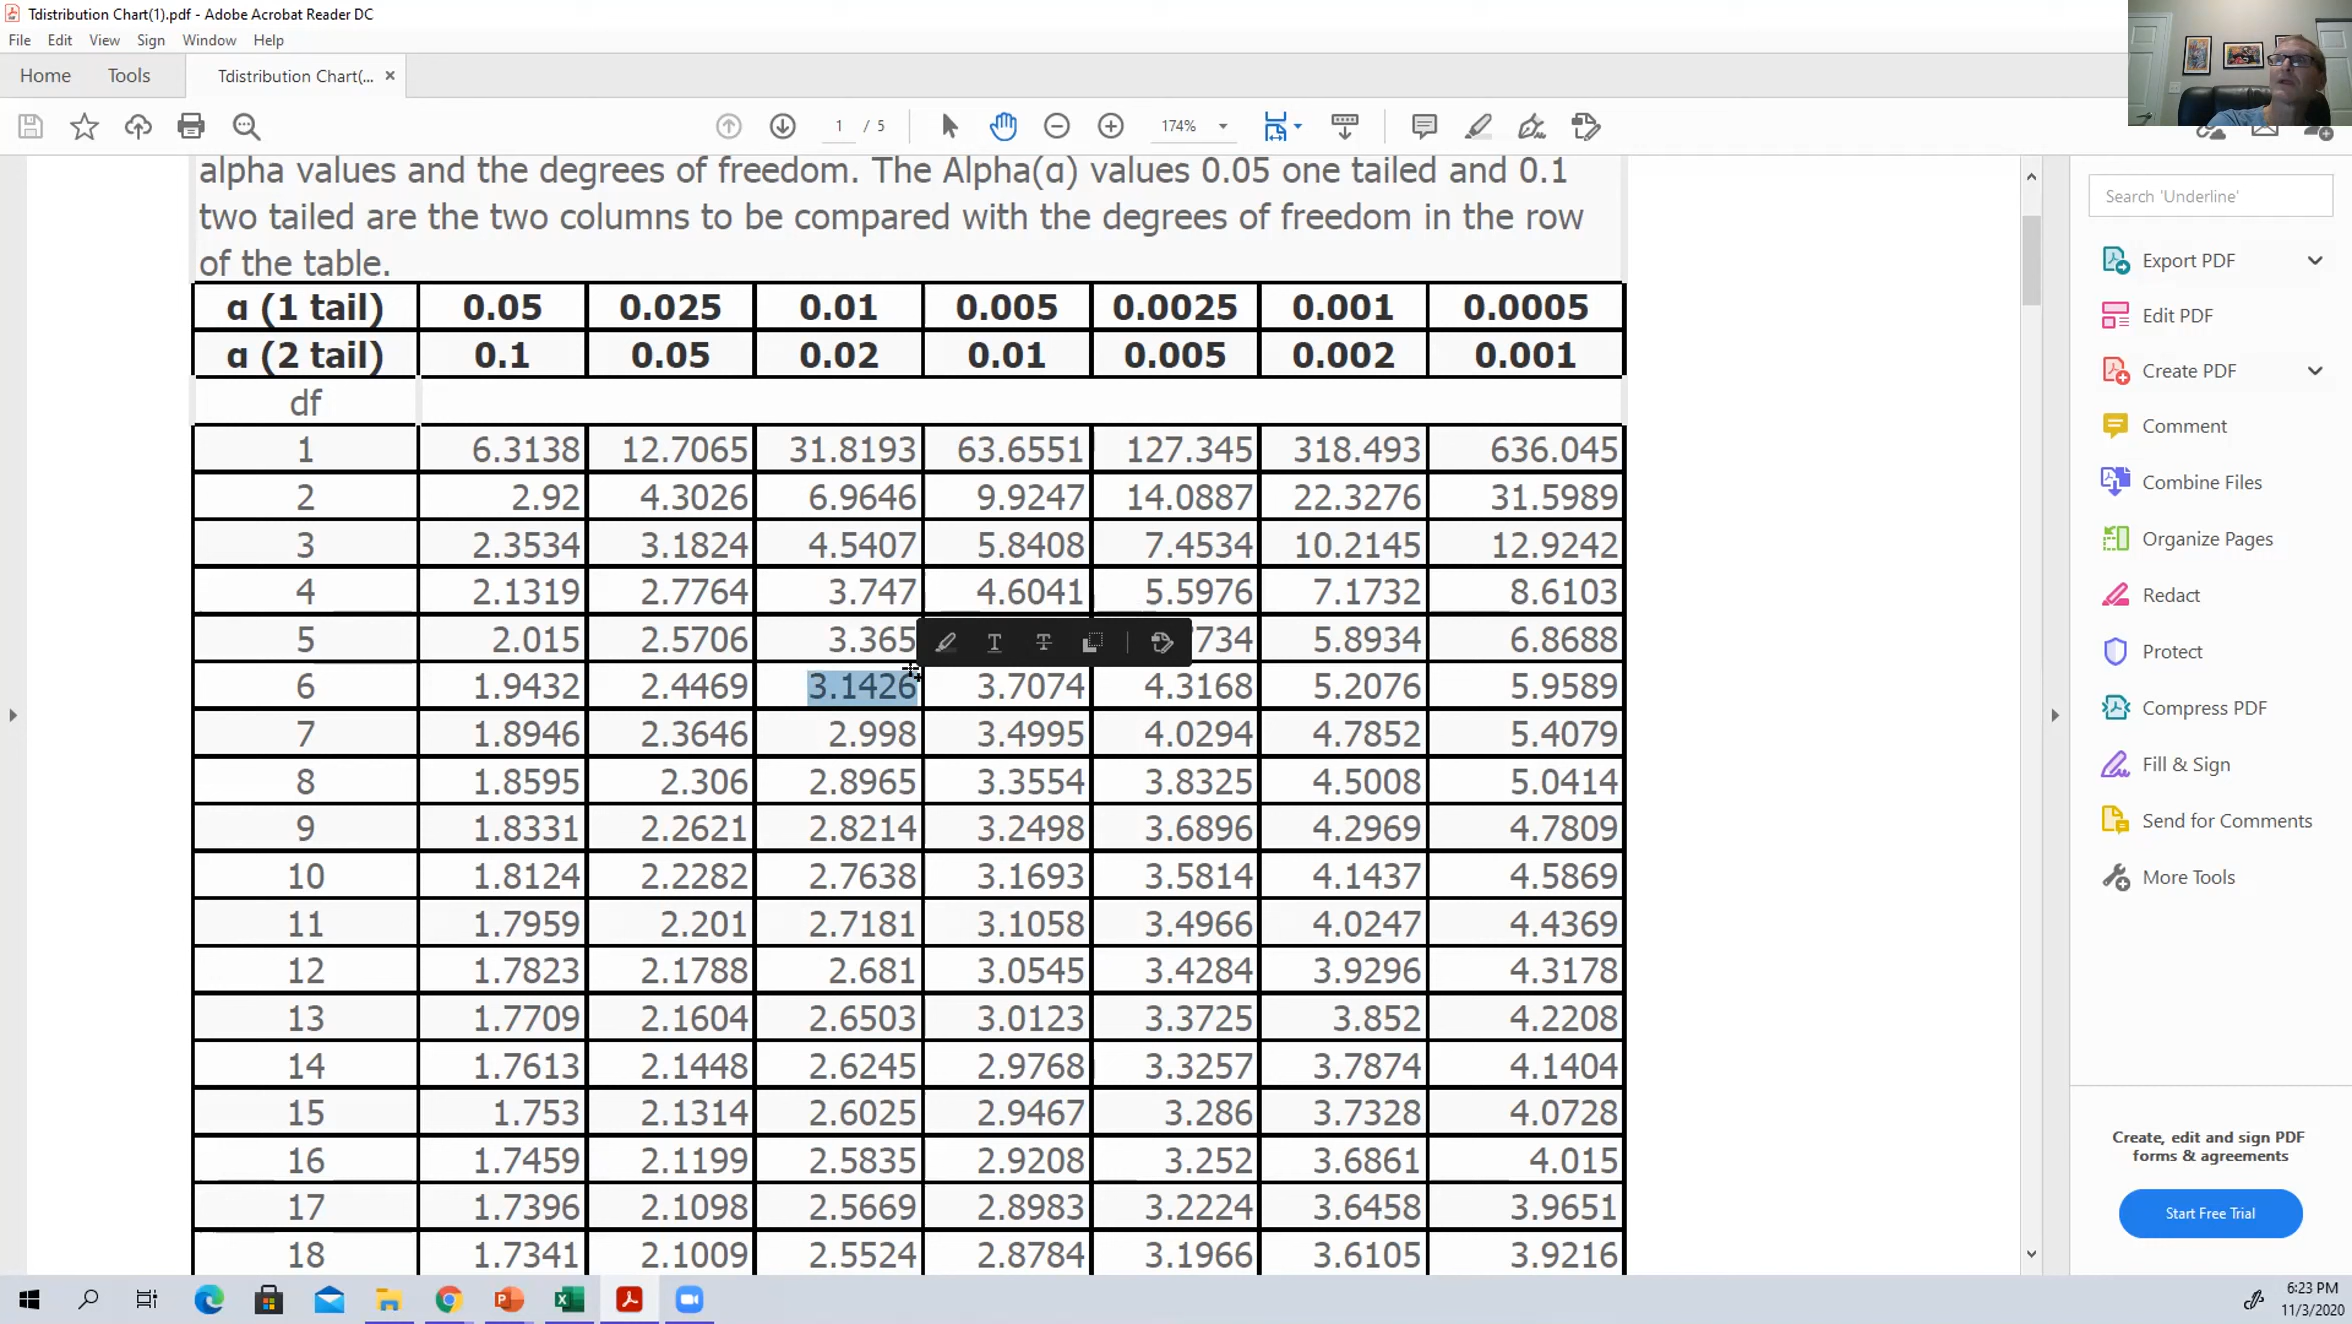 Tdistribution Chart(1).pdf - Adobe Acrobat Reader DC
File Edit View Sign Window Help
Home Tools Tdistribution Chart(... ×
1 / 5 174%
alpha values and the degrees of freedom. The Alpha(α) values 0.05 one tailed and 0.1
two tailed are the two columns to be compared with the degrees of freedom in the row
of the table.
α (1 tail) 0.05 0.025 0.01 0.005 0.0025 0.001 0.0005
α (2 tail) 0.1 0.05 0.02 0.01 0.005 0.002 0.001
df
1 6.3138 12.7065 31.8193 63.6551 127.345 318.493 636.045
2 2.92 4.3026 6.9646 9.9247 14.0887 22.3276 31.5989
3 2.3534 3.1824 4.5407 5.8408 7.4534 10.2145 12.9242
4 2.1319 2.7764 3.747 4.6041 5.5976 7.1732 8.6103
5 2.015 2.5706 3.365 734 5.8934 6.8688
6 1.9432 2.4469 3.1426 3.7074 4.3168 5.2076 5.9589
7 1.8946 2.3646 2.998 3.4995 4.0294 4.7852 5.4079
8 1.8595 2.306 2.8965 3.3554 3.8325 4.5008 5.0414
9 1.8331 2.2621 2.8214 3.2498 3.6896 4.2969 4.7809
10 1.8124 2.2282 2.7638 3.1693 3.5814 4.1437 4.5869
11 1.7959 2.201 2.7181 3.1058 3.4966 4.0247 4.4369
12 1.7823 2.1788 2.681 3.0545 3.4284 3.9296 4.3178
13 1.7709 2.1604 2.6503 3.0123 3.3725 3.852 4.2208
14 1.7613 2.1448 2.6245 2.9768 3.3257 3.7874 4.1404
15 1.753 2.1314 2.6025 2.9467 3.286 3.7328 4.0728
16 1.7459 2.1199 2.5835 2.9208 3.252 3.6861 4.015
17 1.7396 2.1098 2.5669 2.8983 3.2224 3.6458 3.9651
18 1.7341 2.1009 2.5524 2.8784 3.1966 3.6105 3.9216
Search 'Underline'
Export PDF
Edit PDF
Create PDF
Comment
Combine Files
Organize Pages
Redact
Protect
Compress PDF
Fill & Sign
Send for Comments
More Tools
Create, edit and sign PDF
forms & agreements
Start Free Trial
6:23 PM
11/3/2020